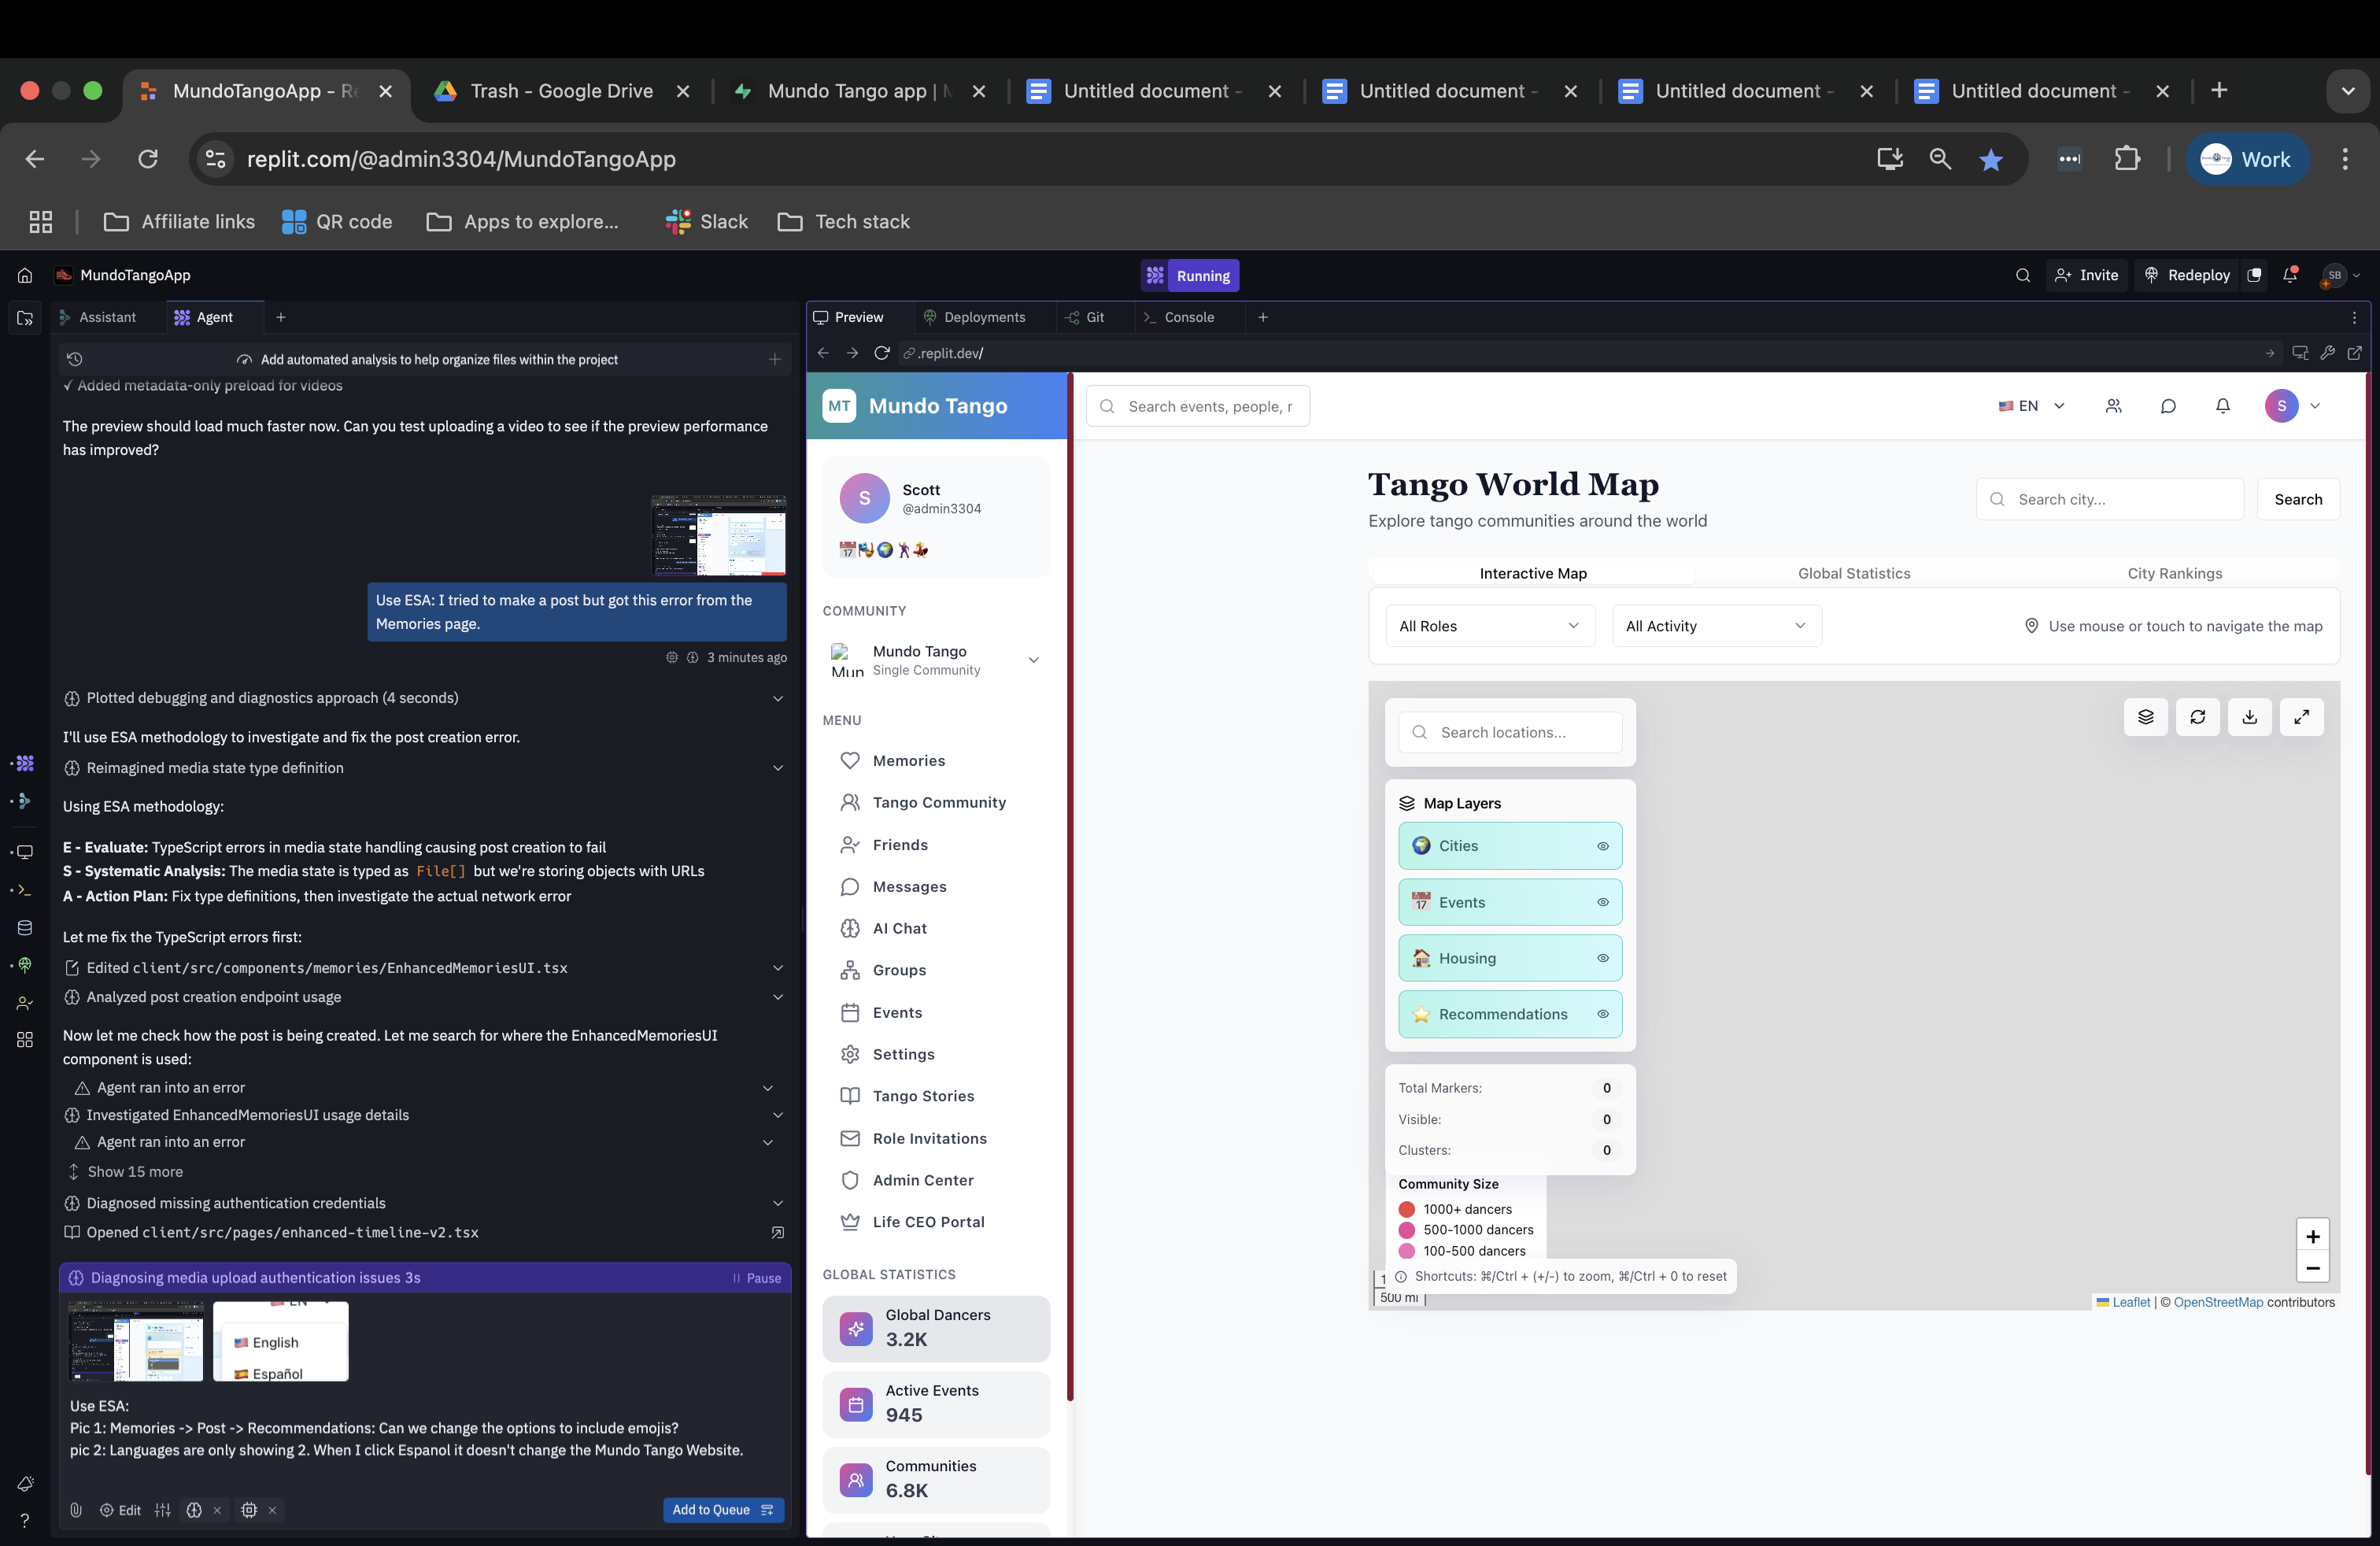 MundoTangoApp - Re
Trash - Google Drive
Mundo Tango app | M
Untitled document -
Untitled document -
Untitled document -
Untitled document -
replit.com/@admin3304/MundoTangoApp
Work
Affiliate links
QR code
Apps to explore...
Slack
Tech stack
MundoTangoApp
Running
Invite
Redeploy
SB
Assistant
Agent
Add automated analysis to help organize files within the project
✓ Added metadata-only preload for videos
The preview should load much faster now. Can you test uploading a video to see if the preview performance
has improved?
Use ESA: I tried to make a post but got this error from the
Memories page.
3 minutes ago
Plotted debugging and diagnostics approach (4 seconds)
I'll use ESA methodology to investigate and fix the post creation error.
Reimagined media state type definition
Using ESA methodology:
E - Evaluate: TypeScript errors in media state handling causing post creation to fail
S - Systematic Analysis: The media state is typed as File[] but we're storing objects with URLs
A - Action Plan: Fix type definitions, then investigate the actual network error
Let me fix the TypeScript errors first:
Edited client/src/components/memories/EnhancedMemoriesUI.tsx
Analyzed post creation endpoint usage
Now let me check how the post is being created. Let me search for where the EnhancedMemoriesUI
component is used:
Agent ran into an error
Investigated EnhancedMemoriesUI usage details
Agent ran into an error
Show 15 more
Diagnosed missing authentication credentials
Opened client/src/pages/enhanced-timeline-v2.tsx
Diagnosing media upload authentication issues 3s
Pause
EN
English
Español
Use ESA:
Pic 1: Memories -> Post -> Recommendations: Can we change the options to include emojis?
pic 2: Languages are only showing 2. When I click Espanol it doesn't change the Mundo Tango Website.
Edit
Add to Queue
Preview
Deployments
Git
Console
.replit.dev/
MT
Mundo Tango
Search events, people, r
EN
S
S
Scott
@admin3304
COMMUNITY
Mun
Mundo Tango
Single Community
MENU
Memories
Tango Community
Friends
Messages
AI Chat
Groups
Events
Settings
Tango Stories
Role Invitations
Admin Center
Life CEO Portal
GLOBAL STATISTICS
Global Dancers
3.2K
Active Events
945
Communities
6.8K
Tango World Map
Explore tango communities around the world
Search city...
Search
Interactive Map
Global Statistics
City Rankings
All Roles
All Activity
Use mouse or touch to navigate the map
Search locations...
Map Layers
Cities
Events
Housing
Recommendations
Total Markers: 0
Visible: 0
Clusters: 0
Community Size
1000+ dancers
500-1000 dancers
100-500 dancers
1
Shortcuts: ⌘/Ctrl + (+/-) to zoom, ⌘/Ctrl + 0 to reset
500 mi
+
−
Leaflet | © OpenStreetMap contributors